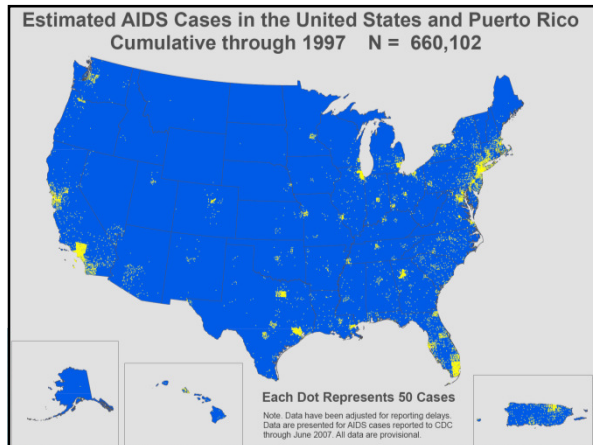 Estimated AIDS Cases in the United States and Puerto Rico
Cumulative through 1997 N = 660,102
Each Dot Represents 50 Cases
Note. Data have been adjusted for reporting delays.
Data are presented for AIDS cases reported to CDC
through June 2007. All data are provisional.